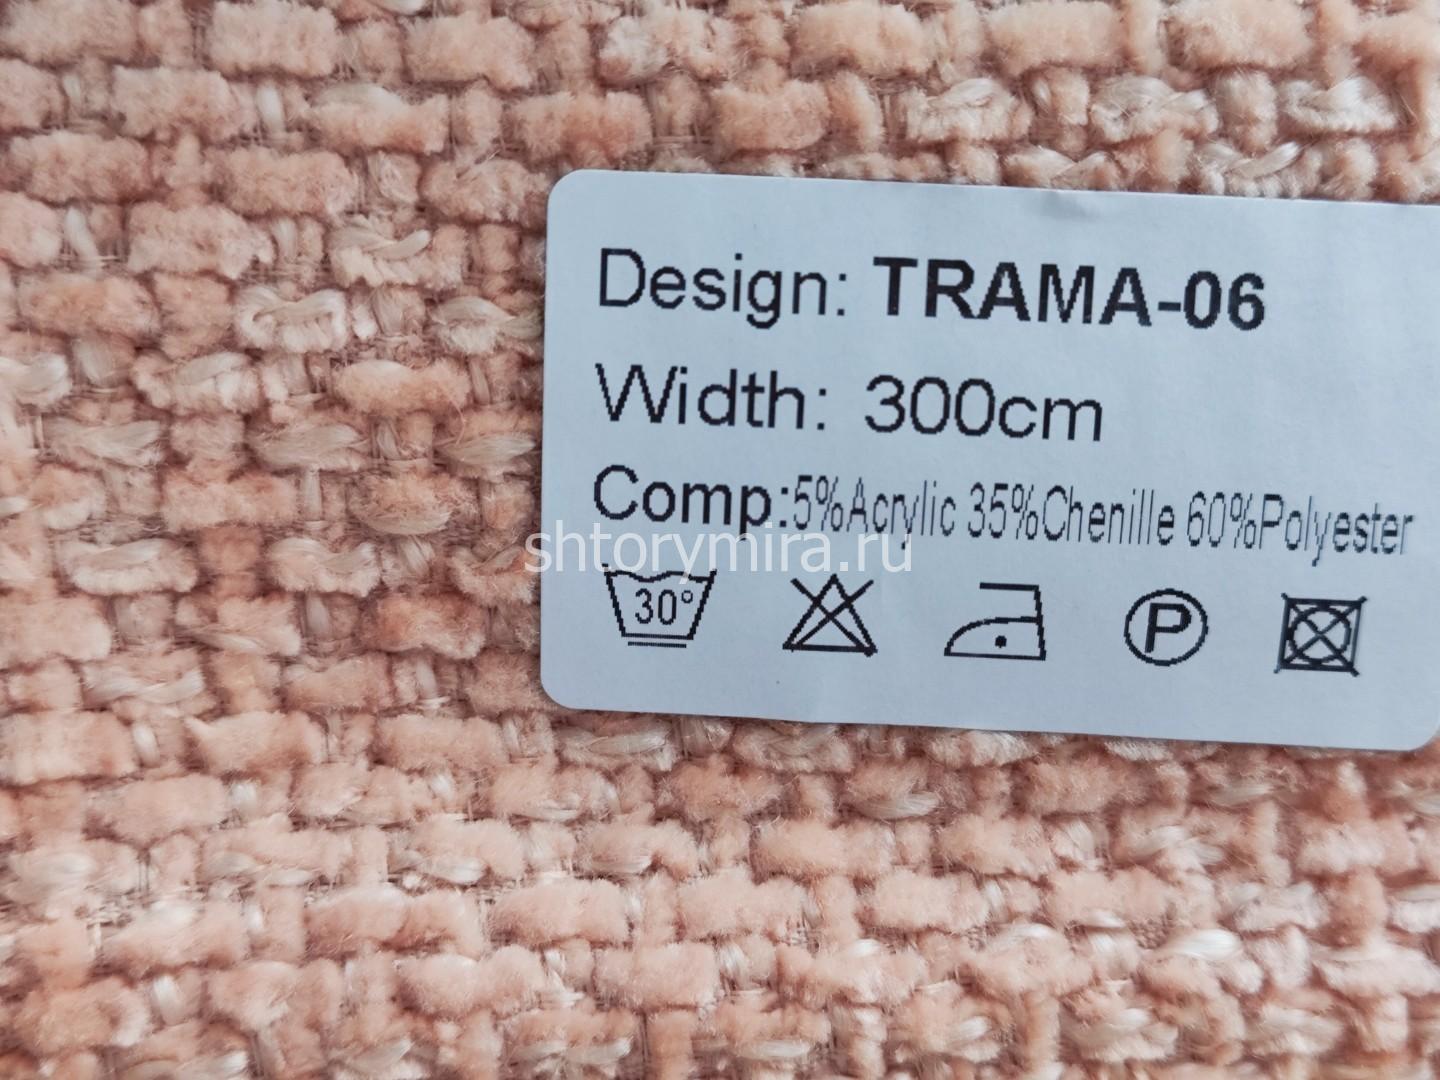 Design: TRAMA-06
Width: 300cm
Comp:5%Acrylic 35%Chenille 60%Polyester
shtorymira.ru
30° P